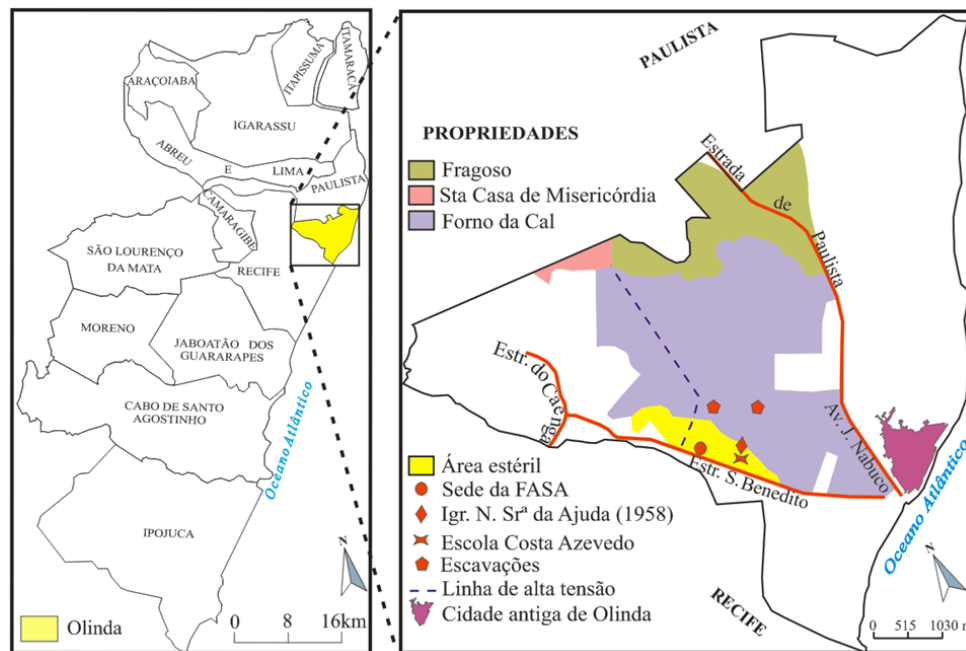 ITAMARACÁ
ITAPISSUMA
ARAÇOIABA
IGARASSU
ABREU E LIMA
PAULISTA
CAMARAGIBE
SÃO LOURENÇO
DA MATA
RECIFE
MORENO
JABOATÃO DOS
GUARARAPES
CABO DE SANTO
AGOSTINHO
Oceano Atlântico
IPOJUCA
N
Olinda
0 8 16km
PAULISTA
PROPRIEDADES
Fragoso
Sta Casa de Misericórdia
Forno da Cal
Estrada de Paulista
Estr. do Caenga
Av. J. Nabuco
Estr. S. Benedito
Área estéril
Sede da FASA
Igr. N. Srª da Ajuda (1958)
Escola Costa Azevedo
Escavações
Linha de alta tensão
Cidade antiga de Olinda
RECIFE
Oceano Atlântico
N
0 515 1030 m